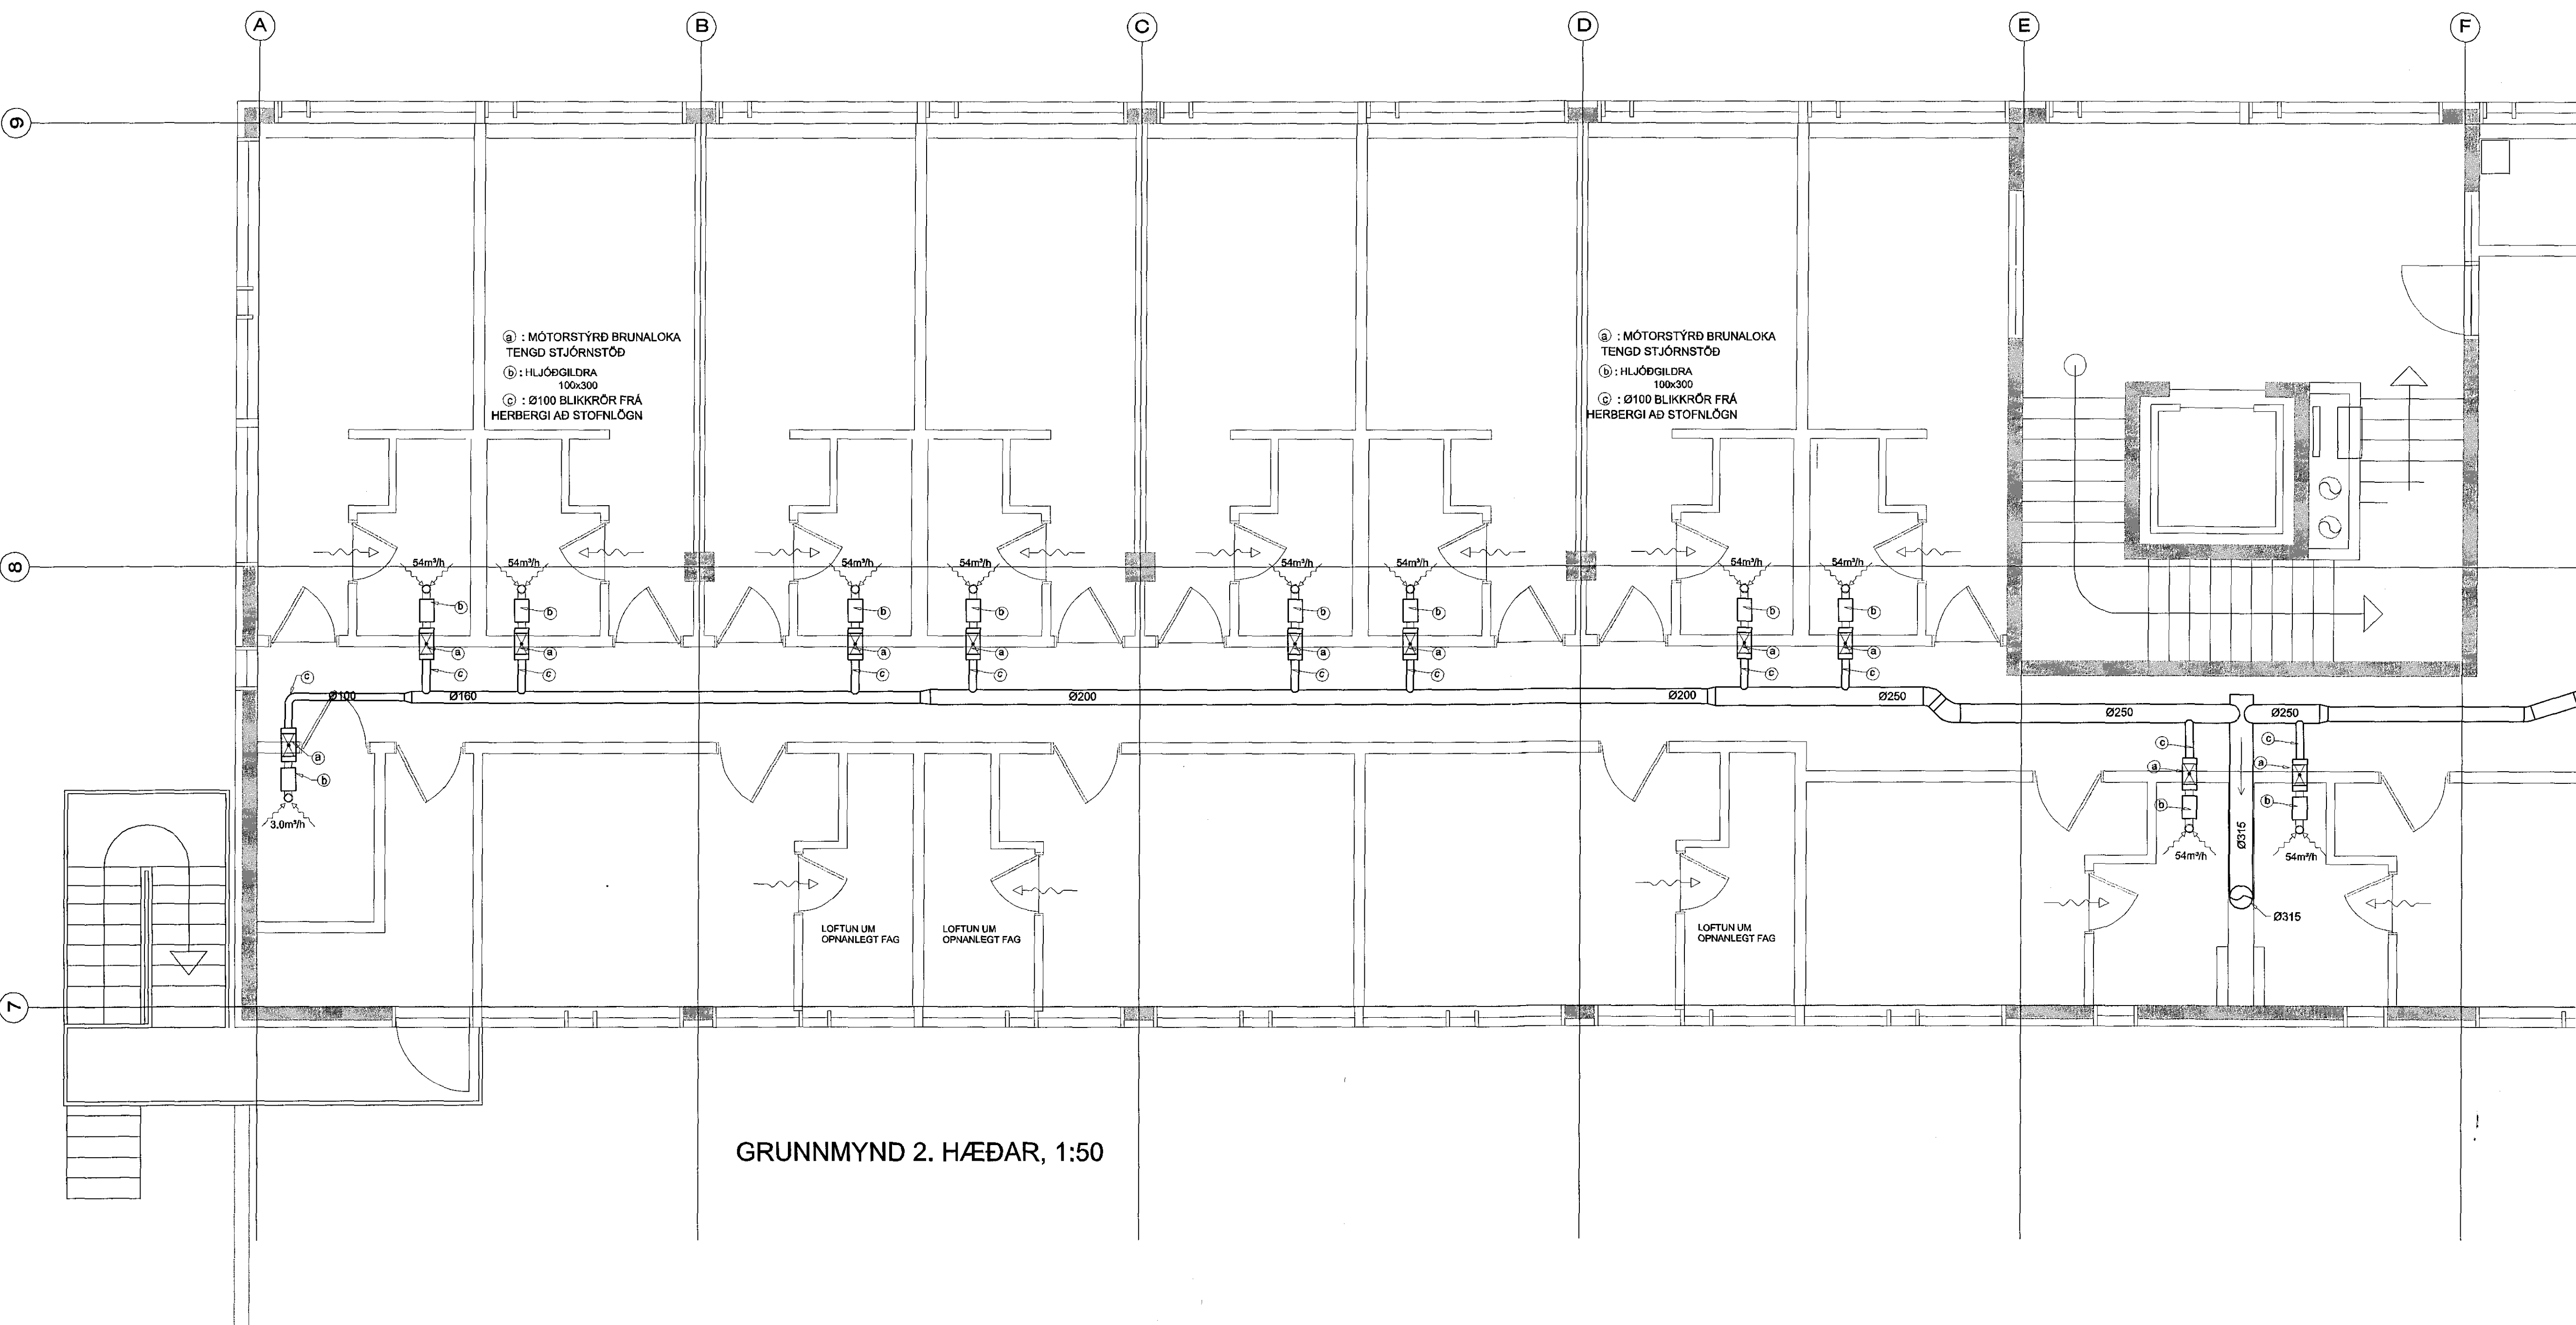 A
B
C
D
E
F
9
ⓐ : MÓTORSTÝRÐ BRUNALOKA
TENGD STJÓRNSTÖÐ
ⓑ : HLJÓÐGILDRA
100x300
ⓒ : Ø100 BLIKKRÖR FRÁ
HERBERGI AÐ STOFNLÖGN
ⓐ : MÓTORSTÝRÐ BRUNALOKA
TENGD STJÓRNSTÖÐ
ⓑ : HLJÓÐGILDRA
100x300
ⓒ : Ø100 BLIKKRÖR FRÁ
HERBERGI AÐ STOFNLÖGN
8
54m³/h
54m³/h
54m³/h
54m³/h
54m³/h
54m³/h
54m³/h
54m³/h
b
b
b
b
b
b
b
b
a
a
a
a
a
a
a
a
c
c
c
c
c
c
c
c
c
Ø100
Ø160
Ø200
Ø200
Ø250
Ø250
Ø250
c
c
a
a
a
b
b
b
3.0m³/h
Ø315
54m³/h
54m³/h
Ø315
LOFTUN UM
OPNANLEGT FAG
LOFTUN UM
OPNANLEGT FAG
LOFTUN UM
OPNANLEGT FAG
7
GRUNNMYND 2. HÆÐAR, 1:50